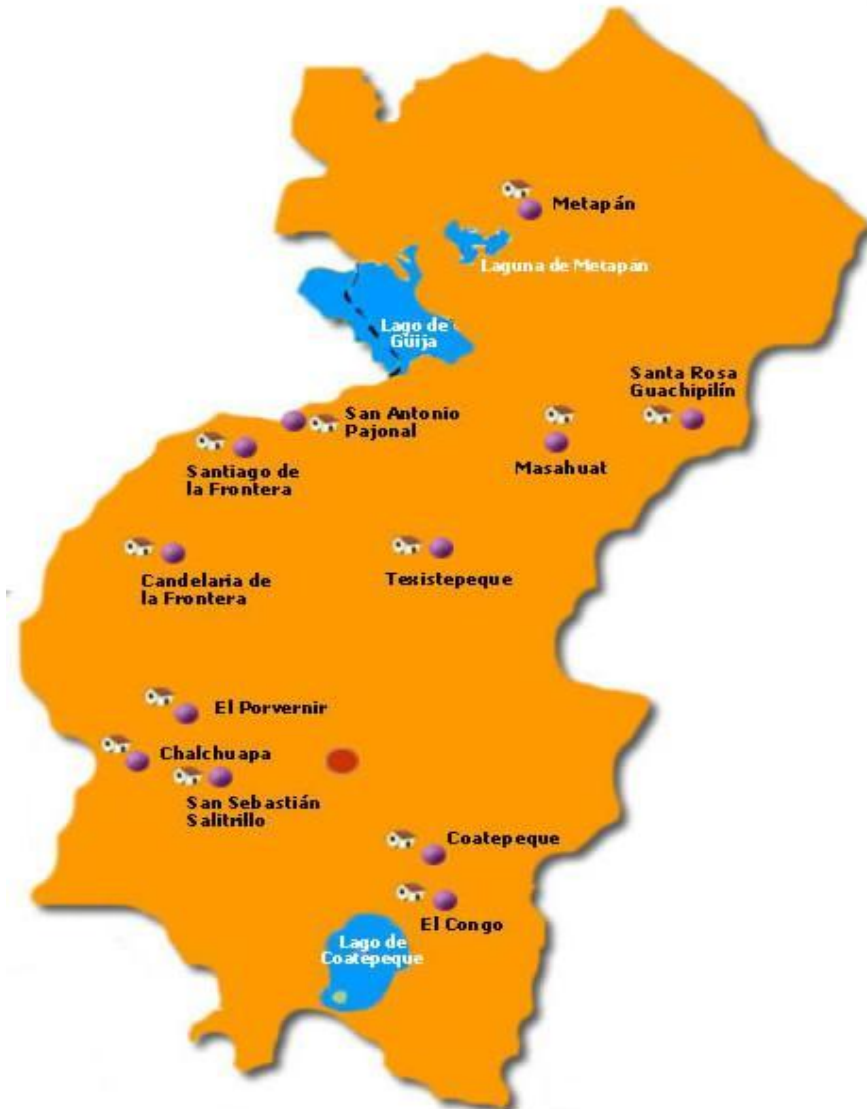 Metapán
Laguna de Metapán
Lago de
Güija
Santa Rosa
Guachipilín
San Antonio
Pajonal
Masahuat
Santiago de
la Frontera
Candelaria de
la Frontera
Texistepeque
El Porvernir
Chalchuapa
San Sebastián
Salitrillo
Coatepeque
El Congo
Lago de
Coatepeque